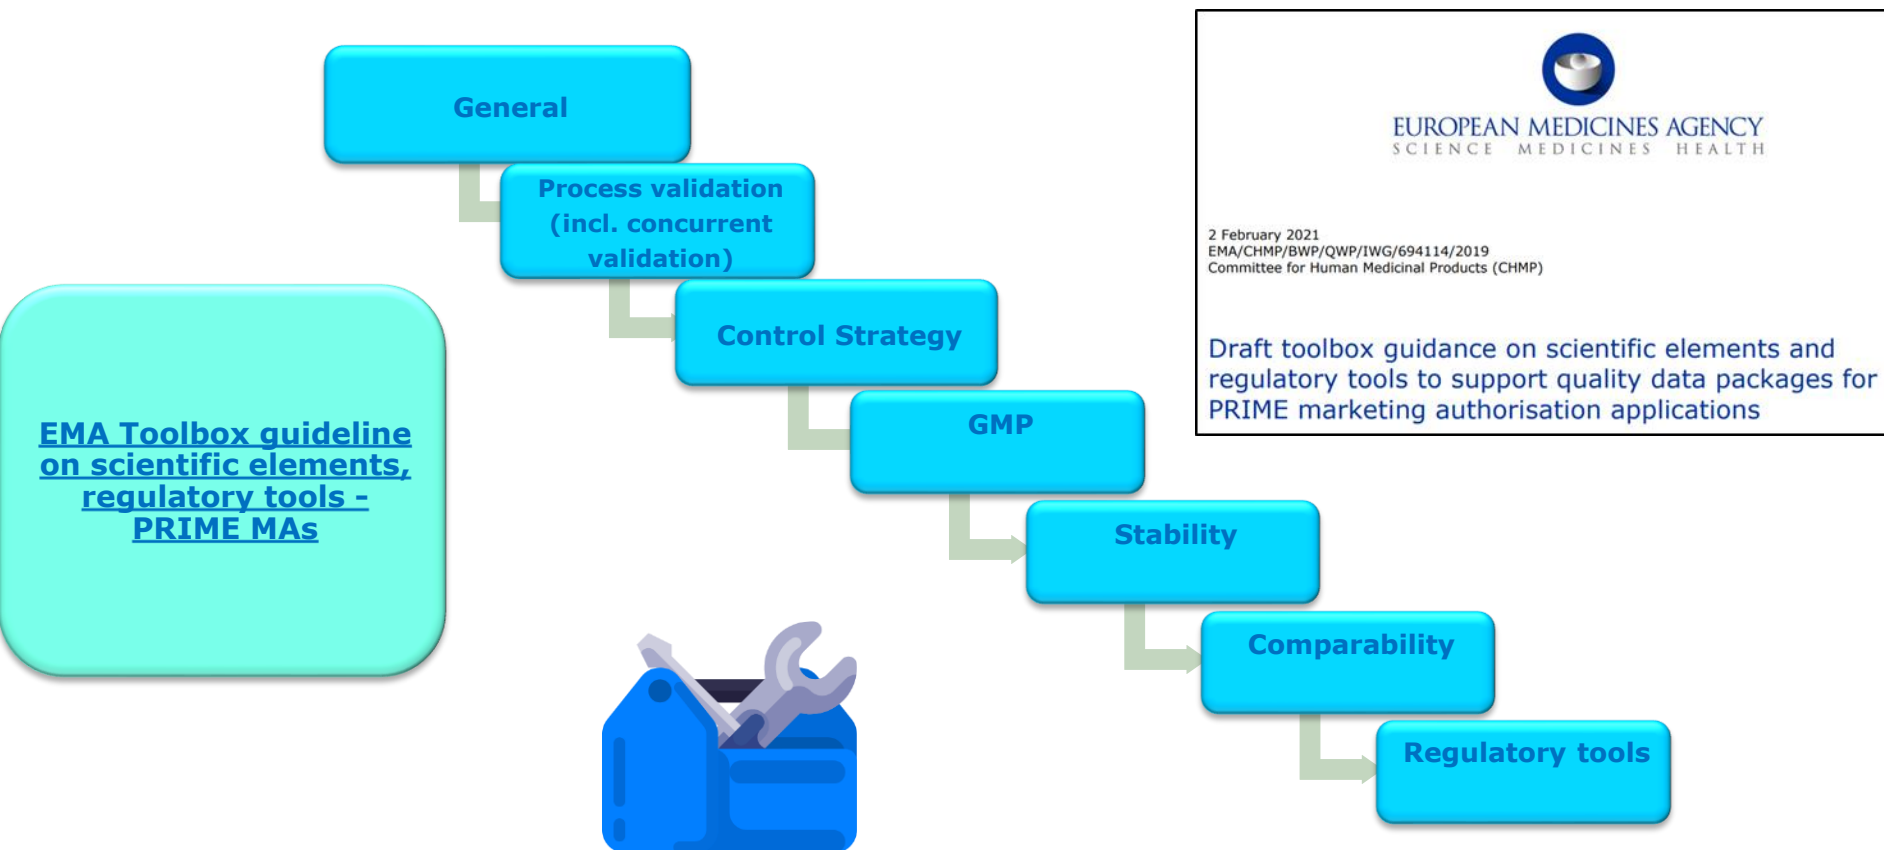 General
Process validation
(incl. concurrent
validation)
Control Strategy
GMP
Stability
Comparability
Regulatory tools
EMA Toolbox guideline
on scientific elements,
regulatory tools -
PRIME MAs
EUROPEAN MEDICINES AGENCY
SCIENCE MEDICINES HEALTH
2 February 2021
EMA/CHMP/BWP/QWP/IWG/694114/2019
Committee for Human Medicinal Products (CHMP)
Draft toolbox guidance on scientific elements and
regulatory tools to support quality data packages for
PRIME marketing authorisation applications